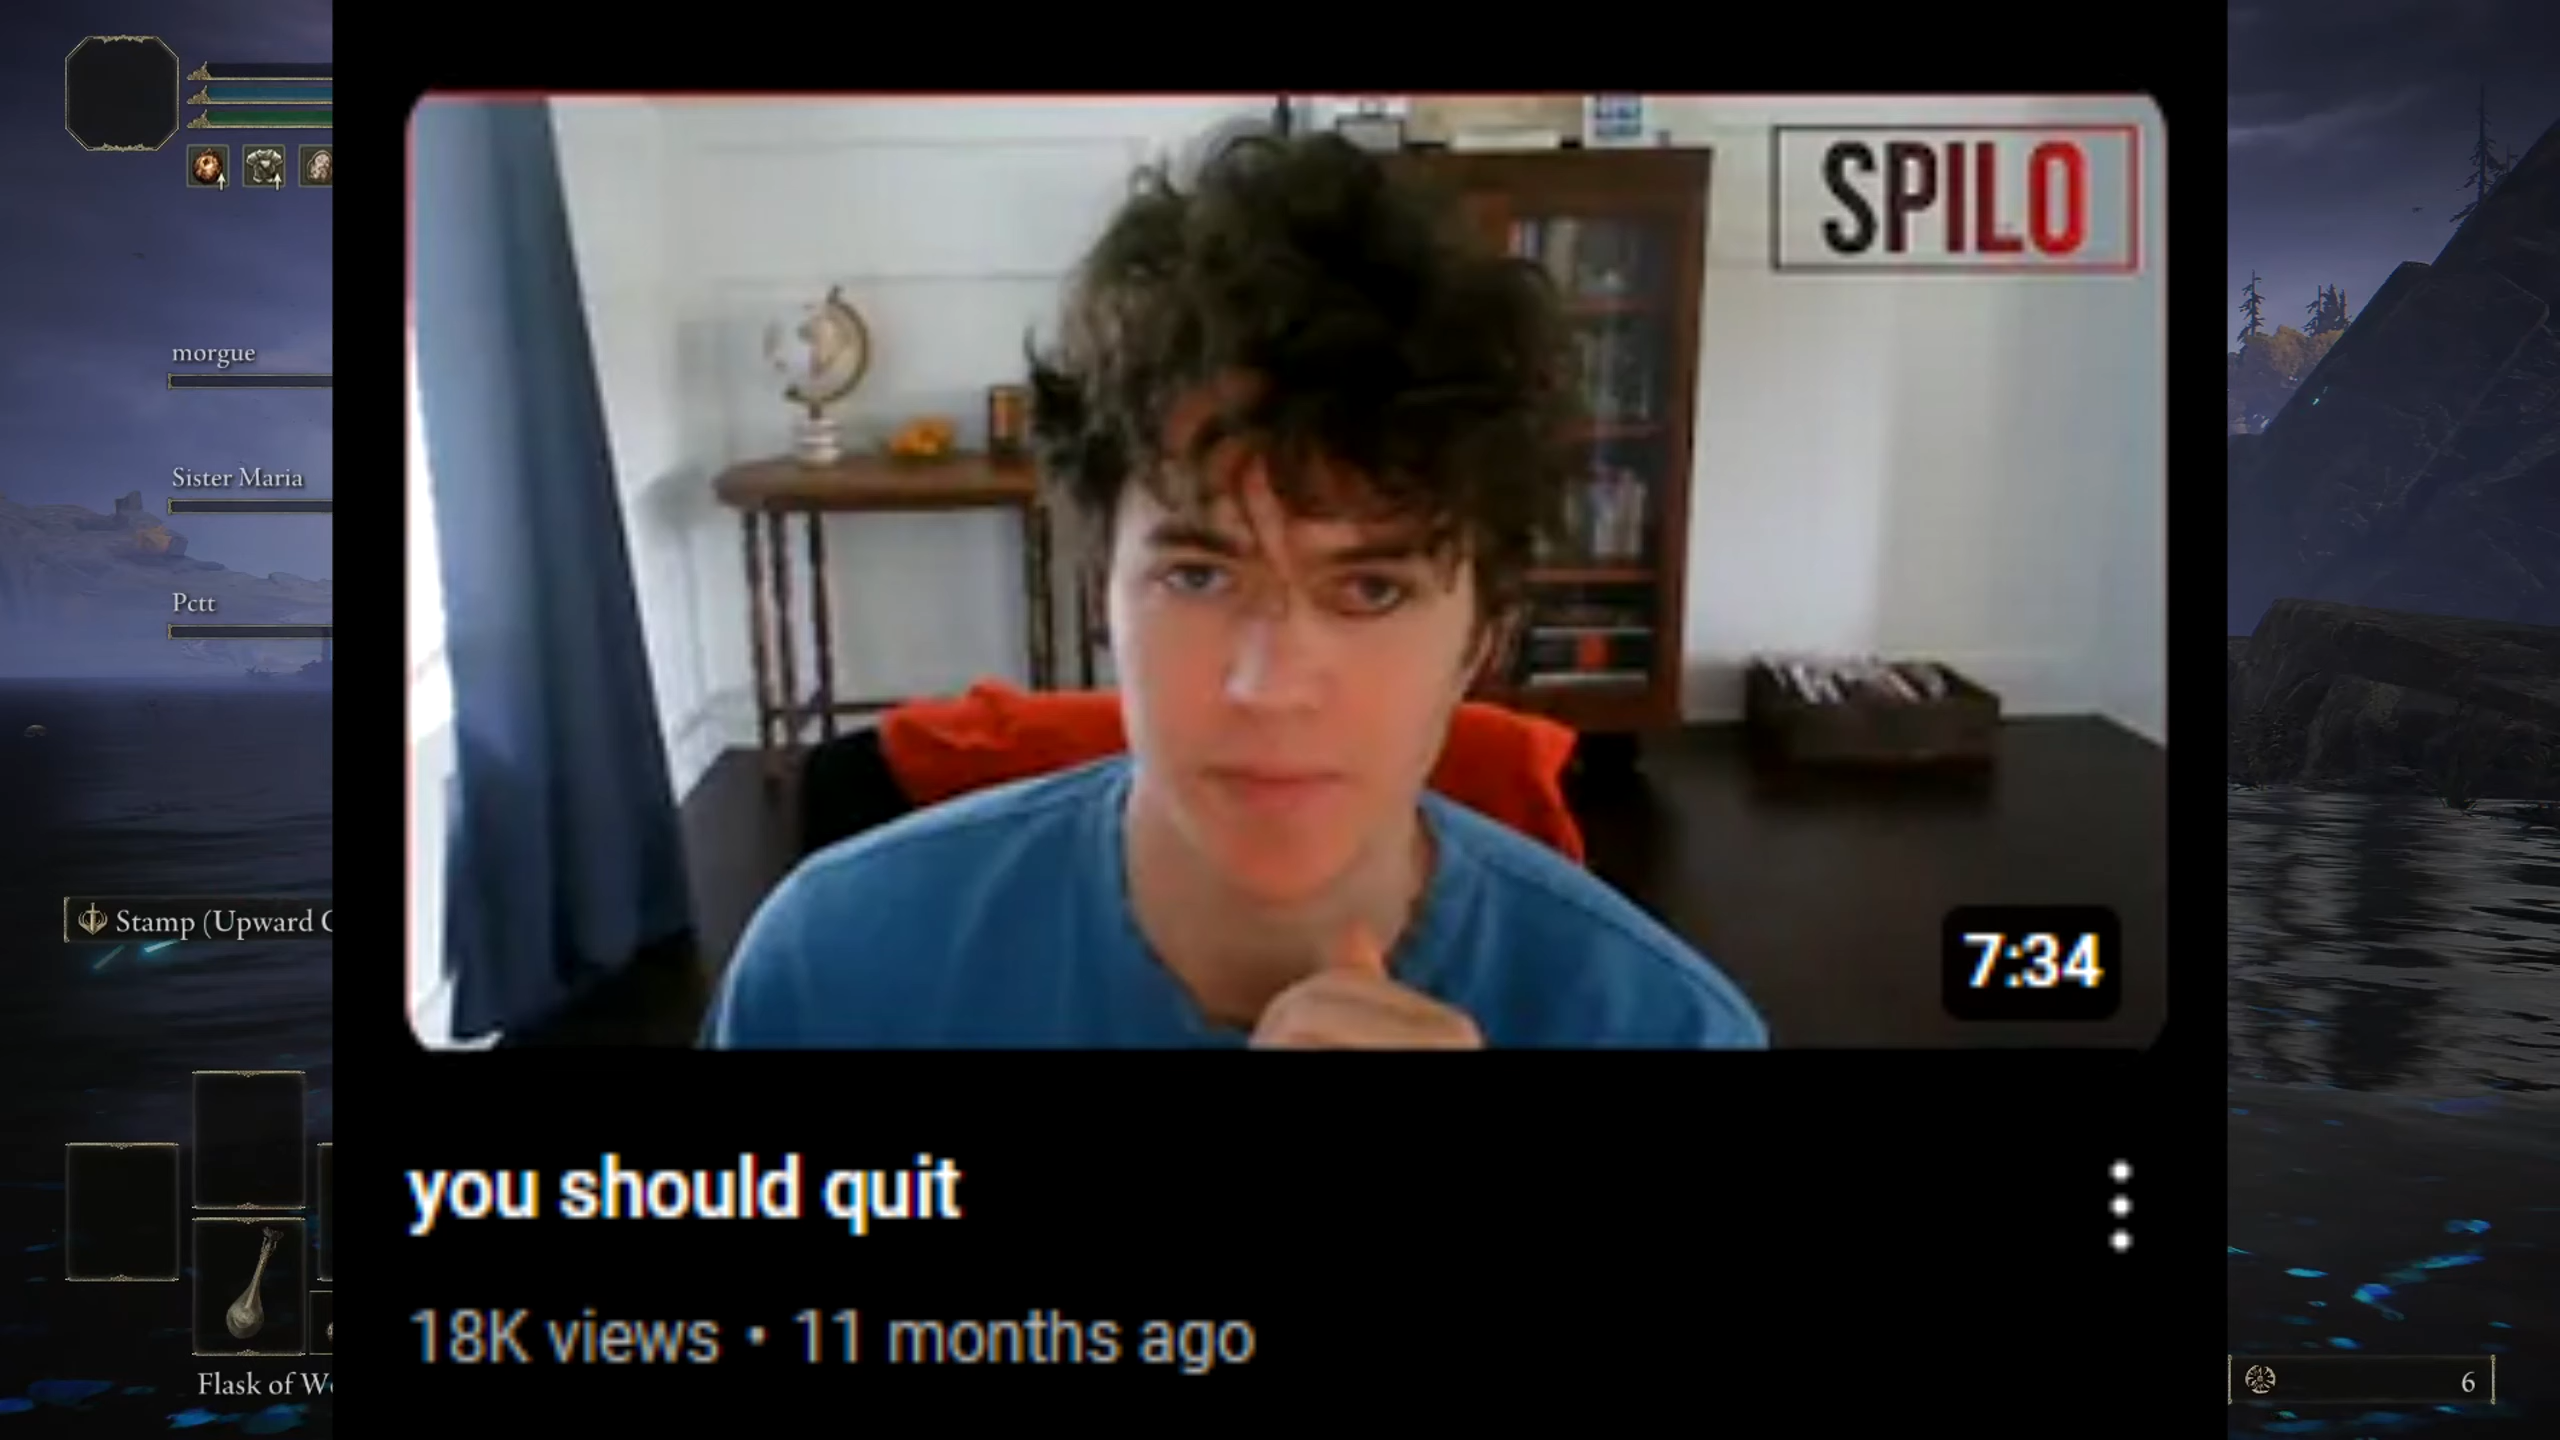 SPILO
morgue
Sister Maria
Pctt
Stamp (Upward C
7:34
you should quit
18K views • 11 months ago
Flask of W
6